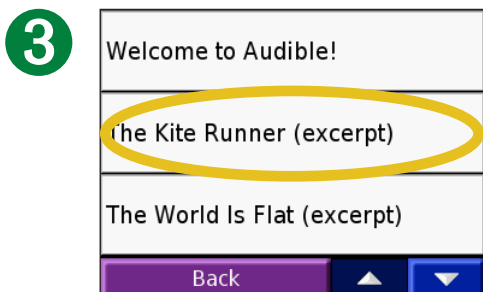 3
Welcome to Audible!
The Kite Runner (excerpt)
The World Is Flat (excerpt)
Back